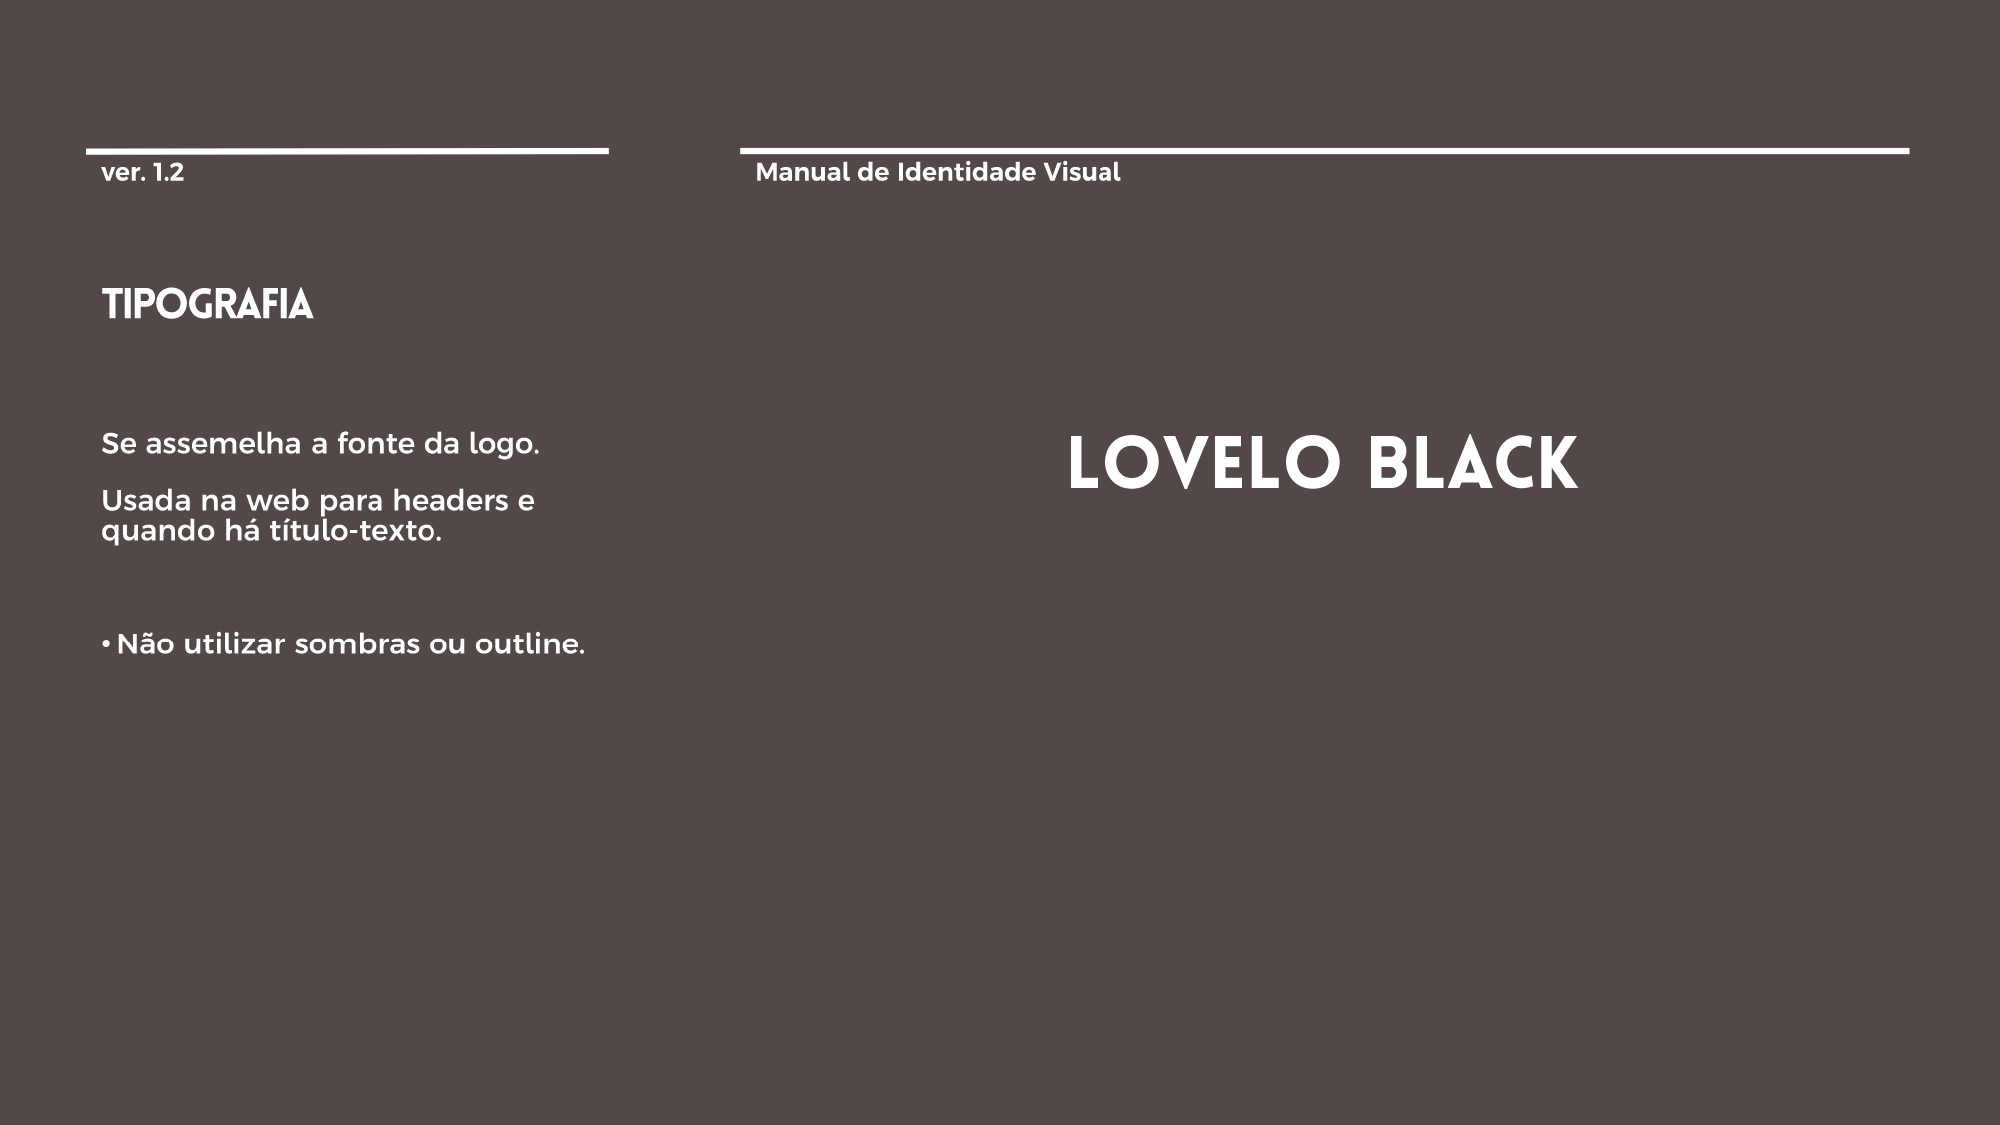 ver. 1.2
Manual de Identidade Visual
TIPOGRAFIA
Se assemelha a fonte da logo.
Usada na web para headers e
quando há título-texto.
• Não utilizar sombras ou outline.
LOVELO BLACK